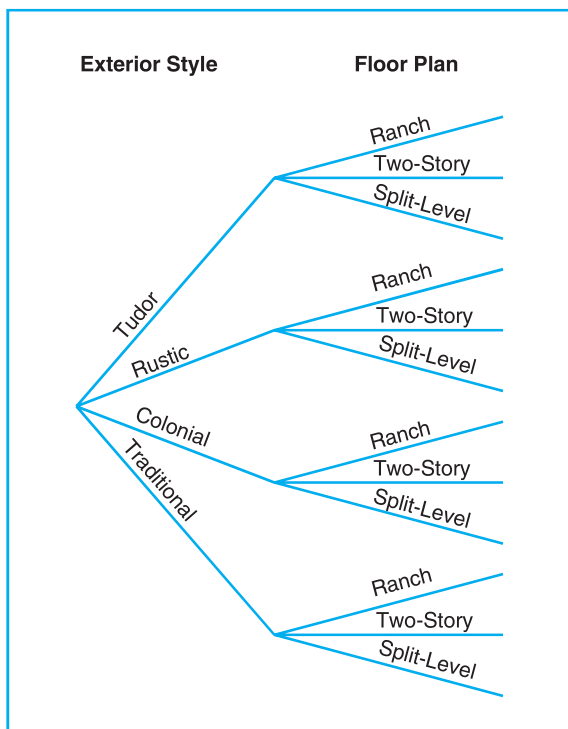 Exterior Style Floor Plan
Ranch
Two-Story
Split-Level
Tudor
Ranch
Two-Story
Split-Level
Rustic
Colonial
Ranch
Two-Story
Split-Level
Traditional
Ranch
Two-Story
Split-Level